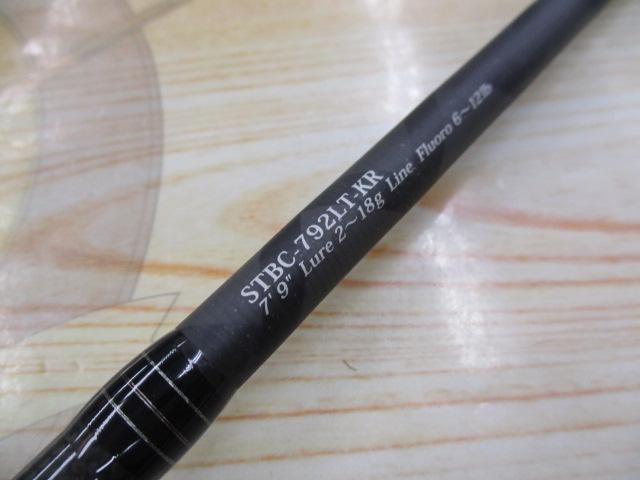 STBC-792LT-KR
7' 9" Lure 2~18g Line Fluoro 6~12lb